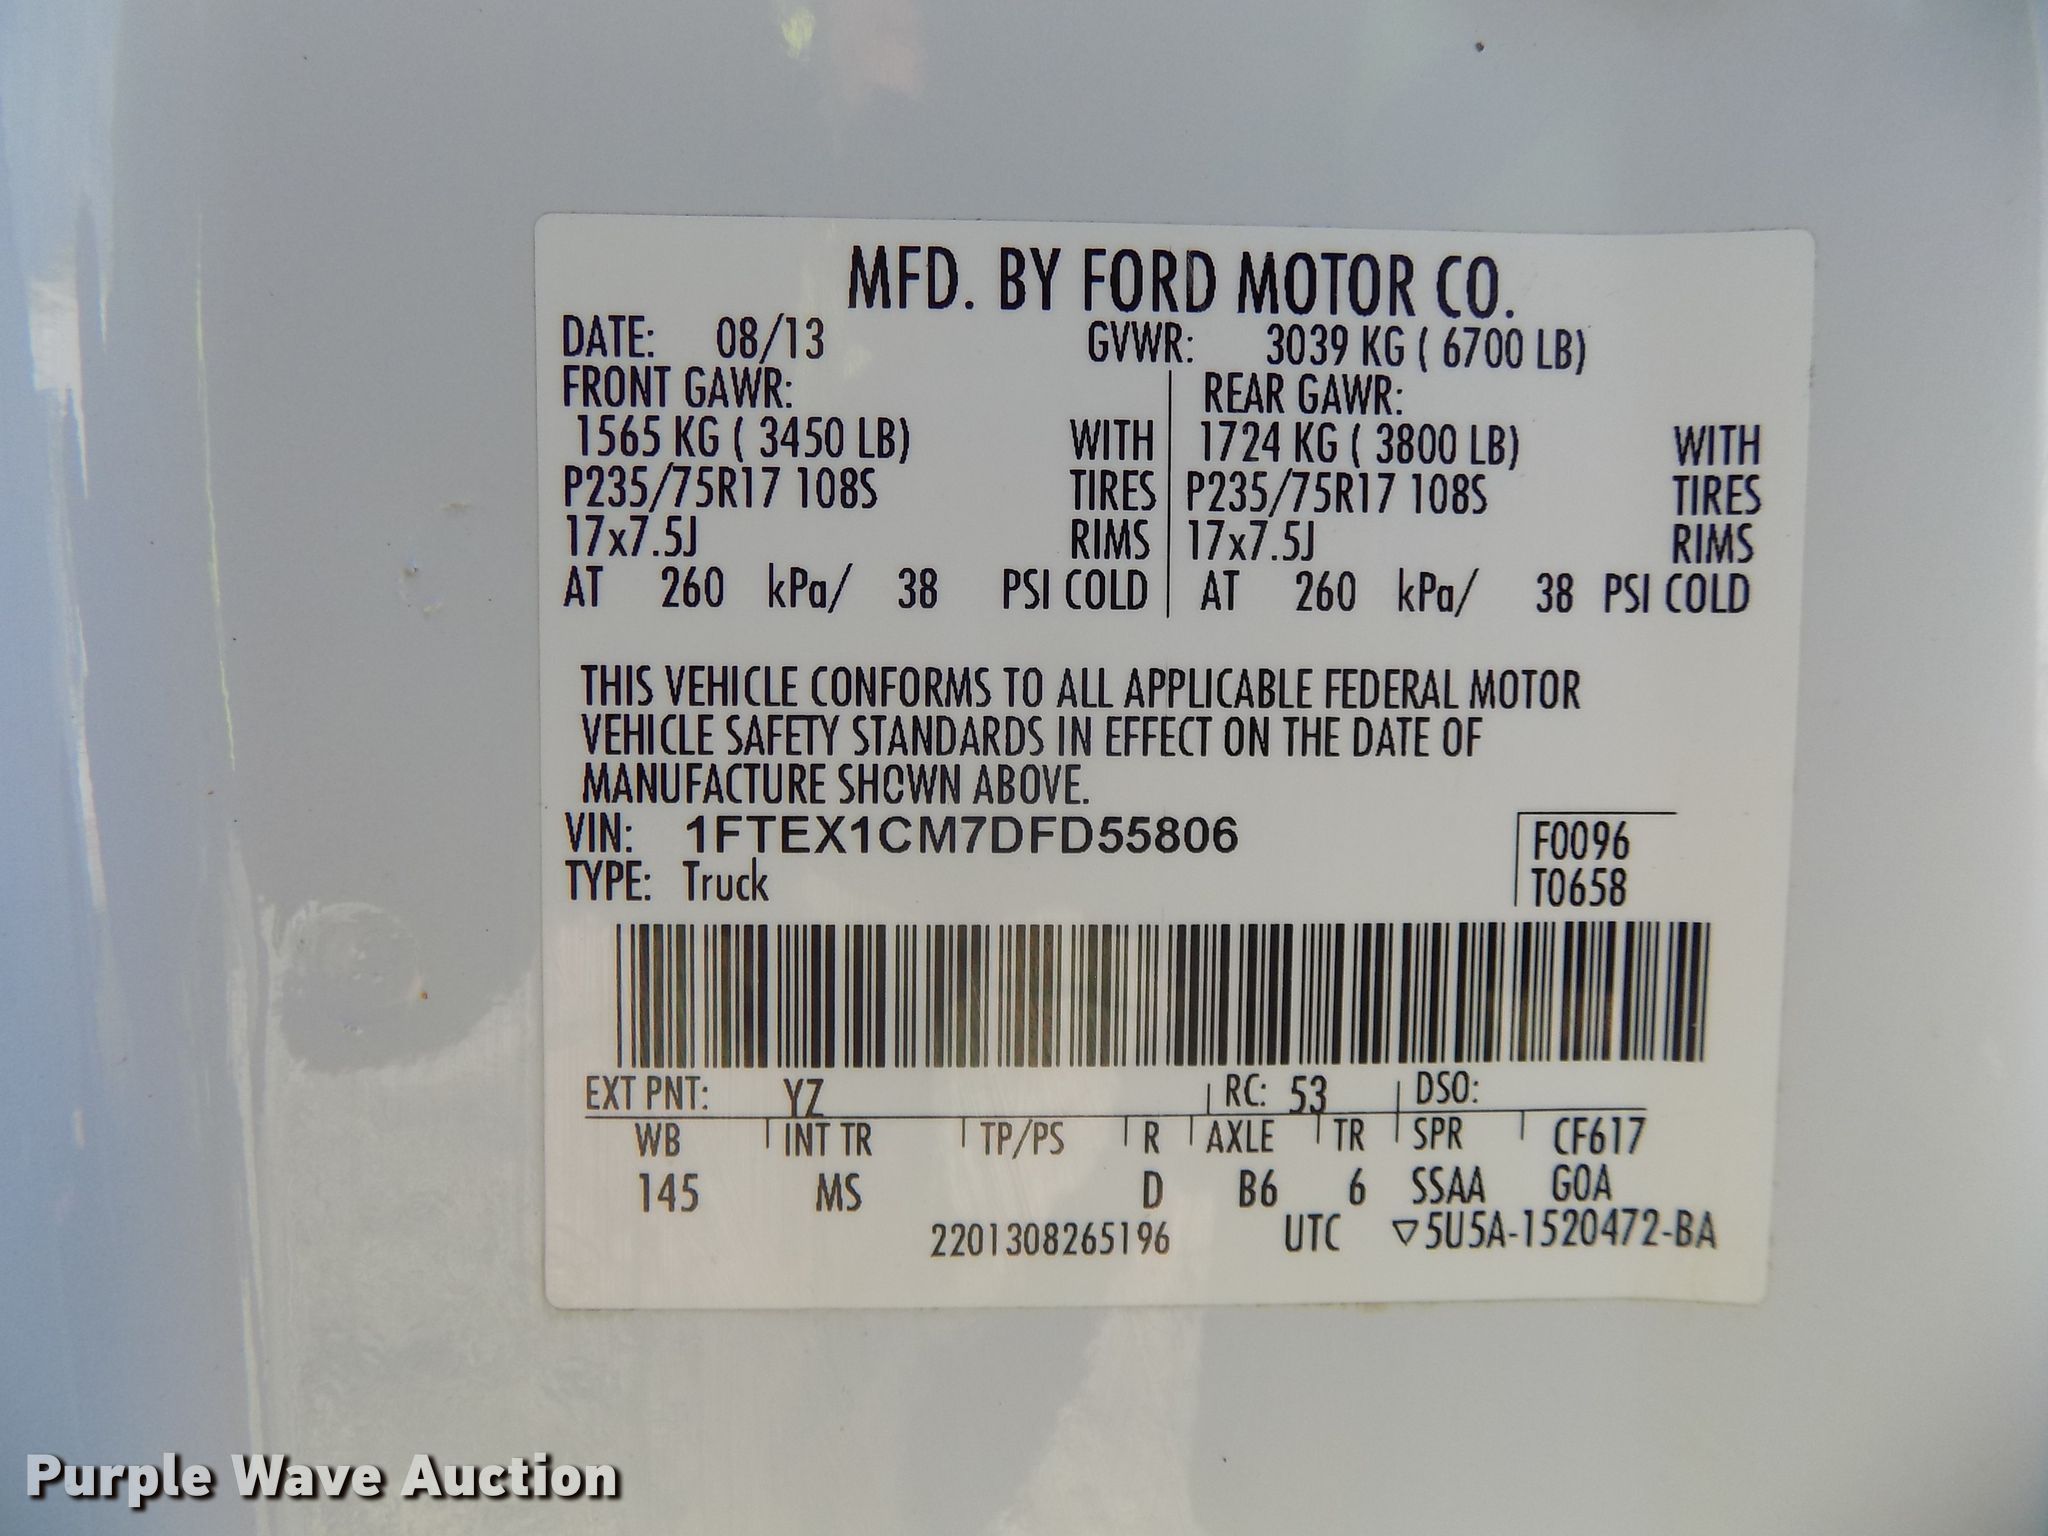 MFD. BY FORD MOTOR CO.
DATE: 08/13 GVWR: 3039 KG ( 6700 LB)
FRONT GAWR: REAR GAWR:
1565 KG ( 3450 LB) WITH 1724 KG ( 3800 LB) WITH
P235/75R17 108S TIRES P235/75R17 108S TIRES
17x7.5J RIMS 17x7.5J RIMS
AT 260 kPa/ 38 PSI COLD AT 260 kPa/ 38 PSI COLD
THIS VEHICLE CONFORMS TO ALL APPLICABLE FEDERAL MOTOR
VEHICLE SAFETY STANDARDS IN EFFECT ON THE DATE OF
MANUFACTURE SHOWN ABOVE.
VIN: 1FTEX1CM7DFD55806 F0096
TYPE: Truck T0658
EXT PNT: YZ RC: 53 DSO:
WB INT TR TP/PS R AXLE TR SPR CF617
145 MS D B6 6 SSAA GOA
2201308265196 UTC ▽5U5A-1520472-BA
Purple Wave Auction